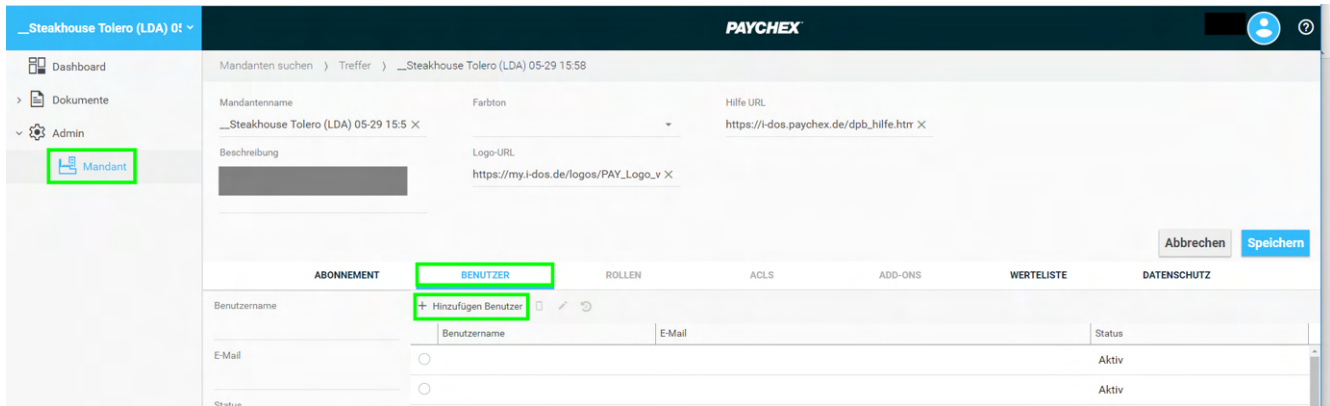 __Steakhouse Tolero (LDA) 0!
PAYCHEX
Dashboard
Dokumente
Admin
Mandant
Mandanten suchen > Treffer > __Steakhouse Tolero (LDA) 05-29 15:58
Mandantenname Farbton Hilfe URL
__Steakhouse Tolero (LDA) 05-29 15:5 https://i-dos.paychex.de/dpb_hilfe.htm
Beschreibung Logo-URL
https://my.i-dos.de/logos/PAY_Logo_v
Abbrechen Speichern
ABONNEMENT BENUTZER ROLLEN ACLS ADD-ONS WERTELISTE DATENSCHUTZ
Benutzername + Hinzufügen Benutzer
Benutzername E-Mail Status
E-Mail
Aktiv
Aktiv
Status